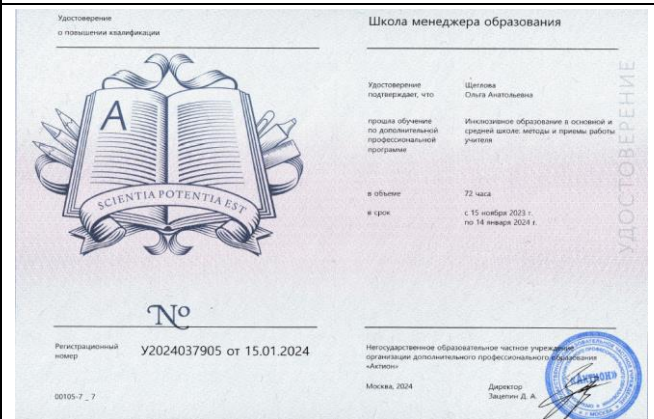 Удостоверение
о повышении квалификации
A
SCIENTIA POTENTIA EST
№
Регистрационный
номер
У2024037905 от 15.01.2024
00105-7 _ 7
Школа менеджера образования
Удостоверение
подтверждает, что
Щеглова
Ольга Анатольевна
прошла обучение
по дополнительной
профессиональной
программе
Инклюзивное образование в основной и
средней школе: методы и приемы работы
учителя
в объеме
72 часа
в срок
с 15 ноября 2023 г.
по 14 января 2024 г.
УДОСТОВЕРЕНИЕ
Негосударственное образовательное частное учреждение
организации дополнительного профессионального образования
«Актион»
Москва, 2024
Директор
Зацепин Д. А.
«АКТИОН»
МОСКВА